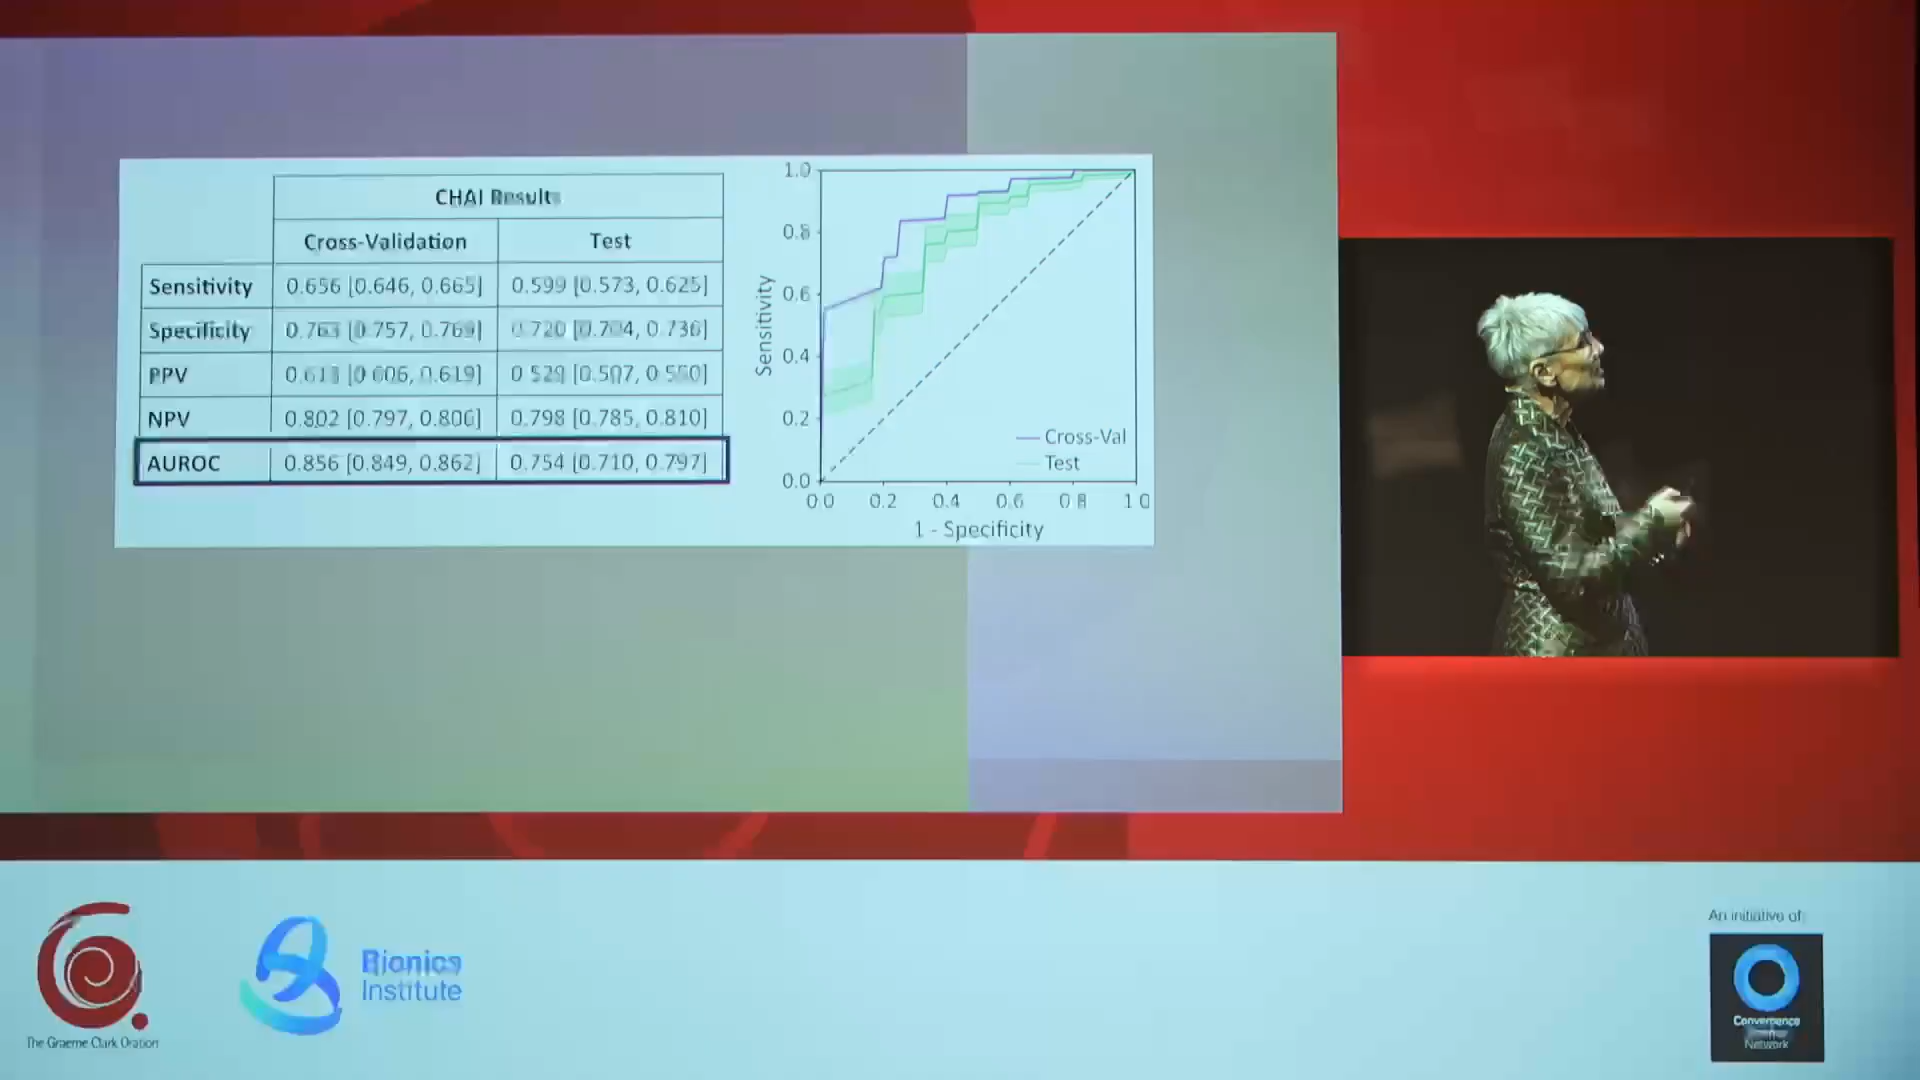 CHAI Results
Cross-Validation Test
Sensitivity 0.656 [0.646, 0.665] 0.599 [0.573, 0.625]
Specificity 0.763 [0.757, 0.769] 0.720 [0.704, 0.736]
PPV 0.613 [0.606, 0.619] 0.529 [0.507, 0.550]
NPV 0.802 [0.797, 0.806] 0.798 [0.785, 0.810]
AUROC 0.856 [0.849, 0.862] 0.754 [0.710, 0.797]
Sensitivity
1.0
0.8
0.6
0.4
0.2
0.0
Cross-Val
Test
0.0 0.2 0.4 0.6 0.8 1.0
1 - Specificity
The Graeme Clark Oration
Bionics
Institute
An initiative of:
Convergence
Network